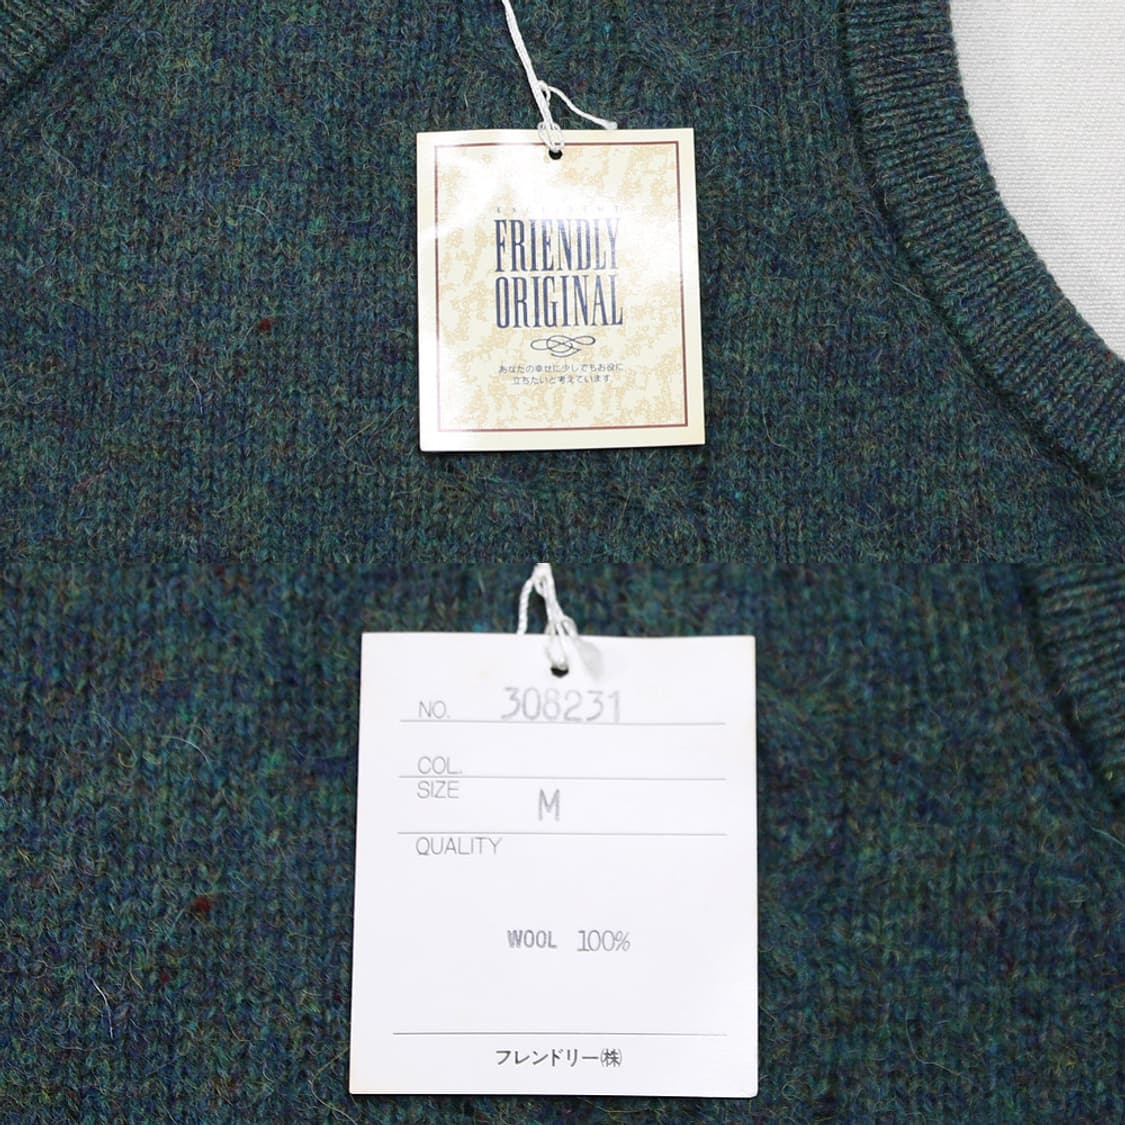 FRIENDLY
ORIGINAL
あなたの幸せに少しでもお役に
立ちたいと考えています
NO. 308231
COL.
SIZE M
QUALITY
WOOL 100%
フレンドリー㈱